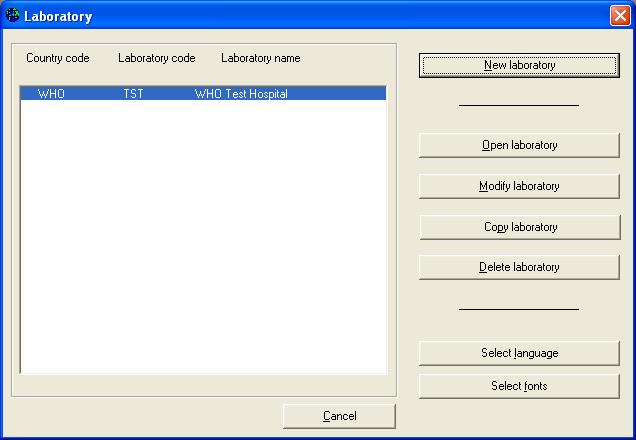 Laboratory
Country code Laboratory code Laboratory name
WHO TST WHO Test Hospital
New laboratory
Open laboratory
Modify laboratory
Copy laboratory
Delete laboratory
Select language
Select fonts
Cancel